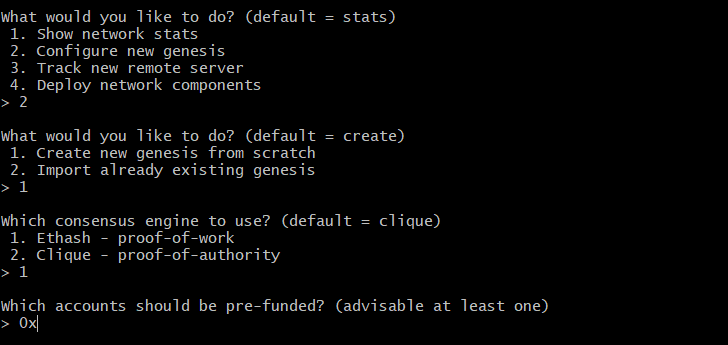 What would you like to do? (default = stats)
1. Show network stats
2. Configure new genesis
3. Track new remote server
4. Deploy network components
> 2
What would you like to do? (default = create)
1. Create new genesis from scratch
2. Import already existing genesis
> 1
Which consensus engine to use? (default = clique)
1. Ethash - proof-of-work
2. Clique - proof-of-authority
> 1
Which accounts should be pre-funded? (advisable at least one)
> 0x